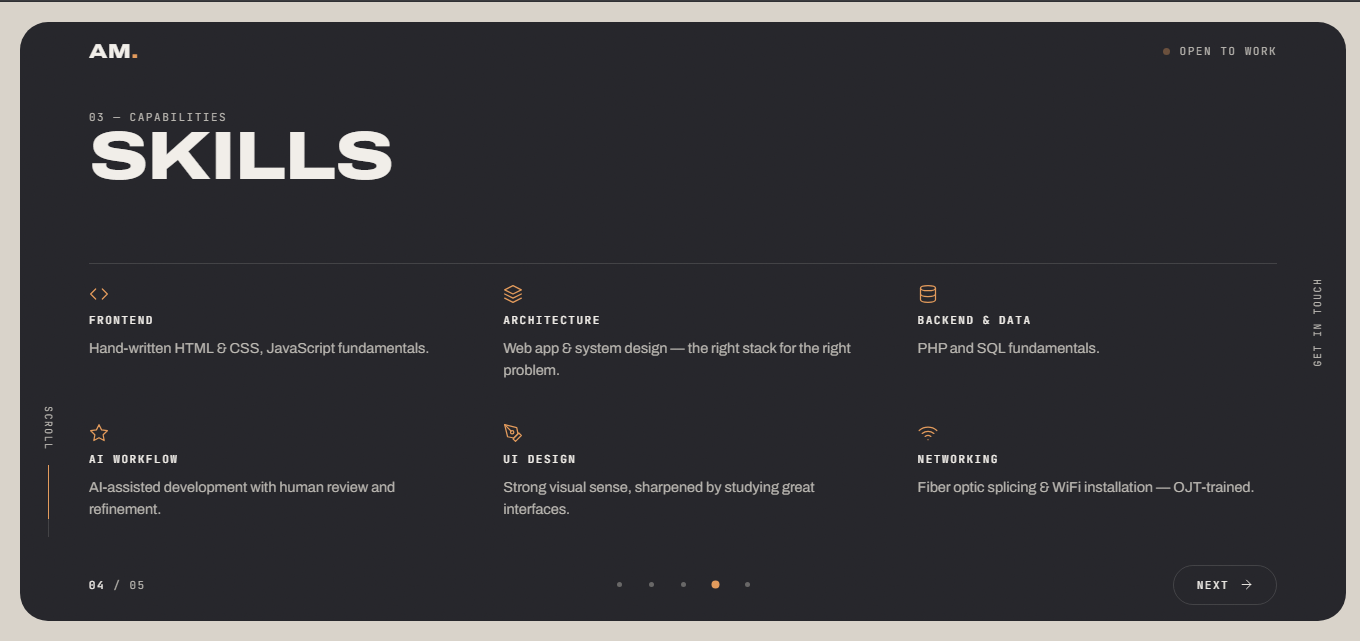 AM.
OPEN TO WORK
03 — CAPABILITIES
SKILLS
FRONTEND
Hand-written HTML & CSS, JavaScript fundamentals.
ARCHITECTURE
Web app & system design — the right stack for the right
problem.
BACKEND & DATA
PHP and SQL fundamentals.
GET IN TOUCH
SCROLL
AI WORKFLOW
AI-assisted development with human review and
refinement.
UI DESIGN
Strong visual sense, sharpened by studying great
interfaces.
NETWORKING
Fiber optic splicing & WiFi installation — OJT-trained.
04 / 05
NEXT →